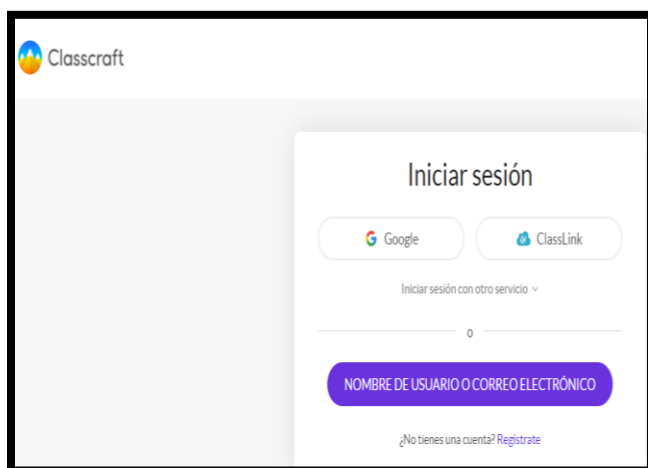 Classcraft
Iniciar sesión
Google
ClassLink
Iniciar sesión con otro servicio
o
NOMBRE DE USUARIO O CORREO ELECTRÓNICO
¿No tienes una cuenta? Regístrate